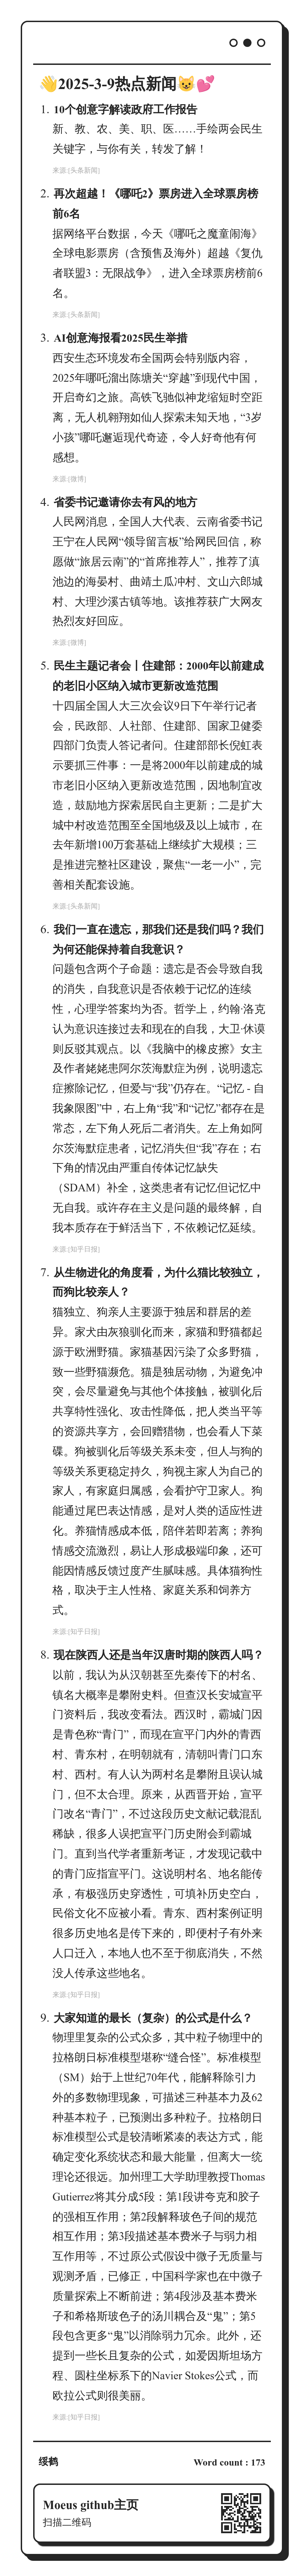 👋2025-3-9热点新闻😺💕
1. 10个创意字解读政府工作报告
新、教、农、美、职、医……手绘两会民生
关键字，与你有关，转发了解！
来源:[头条新闻]
2. 再次超越！《哪吒2》票房进入全球票房榜
前6名
据网络平台数据，今天《哪吒之魔童闹海》
全球电影票房（含预售及海外）超越《复仇
者联盟3：无限战争》，进入全球票房榜前6
名。
来源:[头条新闻]
3. AI创意海报看2025民生举措
西安生态环境发布全国两会特别版内容，
2025年哪吒溜出陈塘关“穿越”到现代中国，
开启奇幻之旅。高铁飞驰似神龙缩短时空距
离，无人机翱翔如仙人探索未知天地，“3岁
小孩”哪吒邂逅现代奇迹，令人好奇他有何
感想。
来源:[微博]
4. 省委书记邀请你去有风的地方
人民网消息，全国人大代表、云南省委书记
王宁在人民网“领导留言板”给网民回信，称
愿做“旅居云南”的“首席推荐人”，推荐了滇
池边的海晏村、曲靖土瓜冲村、文山六郎城
村、大理沙溪古镇等地。该推荐获广大网友
热烈友好回应。
来源:[微博]
5. 民生主题记者会丨住建部：2000年以前建成
的老旧小区纳入城市更新改造范围
十四届全国人大三次会议9日下午举行记者
会，民政部、人社部、住建部、国家卫健委
四部门负责人答记者问。住建部部长倪虹表
示要抓三件事：一是将2000年以前建成的城
市老旧小区纳入更新改造范围，因地制宜改
造，鼓励地方探索居民自主更新；二是扩大
城中村改造范围至全国地级及以上城市，在
去年新增100万套基础上继续扩大规模；三
是推进完整社区建设，聚焦“一老一小”，完
善相关配套设施。
来源:[头条新闻]
6. 我们一直在遗忘，那我们还是我们吗？我们
为何还能保持着自我意识？
问题包含两个子命题：遗忘是否会导致自我
的消失，自我意识是否依赖于记忆的连续
性，心理学答案均为否。哲学上，约翰·洛克
认为意识连接过去和现在的自我，大卫·休谟
则反驳其观点。以《我脑中的橡皮擦》女主
及作者姥姥患阿尔茨海默症为例，说明遗忘
症擦除记忆，但爱与“我”仍存在。“记忆 - 自
我象限图”中，右上角“我”和“记忆”都存在是
常态，左下角人死后二者消失。左上角如阿
尔茨海默症患者，记忆消失但“我”存在；右
下角的情况由严重自传体记忆缺失
（SDAM）补全，这类患者有记忆但记忆中
无自我。或许存在主义是问题的最终解，自
我本质存在于鲜活当下，不依赖记忆延续。
来源:[知乎日报]
7. 从生物进化的角度看，为什么猫比较独立，
而狗比较亲人？
猫独立、狗亲人主要源于独居和群居的差
异。家犬由灰狼驯化而来，家猫和野猫都起
源于欧洲野猫。家猫基因污染了众多野猫，
致一些野猫濒危。猫是独居动物，为避免冲
突，会尽量避免与其他个体接触，被驯化后
共享特性强化、攻击性降低，把人类当平等
的资源共享方，会回赠猎物，也会看人下菜
碟。狗被驯化后等级关系未变，但人与狗的
等级关系更稳定持久，狗视主家人为自己的
家人，有家庭归属感，会看护守卫家人。狗
能通过尾巴表达情感，是对人类的适应性进
化。养猫情感成本低，陪伴若即若离；养狗
情感交流激烈，易让人形成极端印象，还可
能因情感反馈过度产生腻味感。具体猫狗性
格，取决于主人性格、家庭关系和饲养方
式。
来源:[知乎日报]
8. 现在陕西人还是当年汉唐时期的陕西人吗？
以前，我认为从汉朝甚至先秦传下的村名、
镇名大概率是攀附史料。但查汉长安城宣平
门资料后，我改变看法。西汉时，霸城门因
是青色称“青门”，而现在宣平门内外的青西
村、青东村，在明朝就有，清朝叫青门口东
村、西村。有人认为两村名是攀附且误认城
门，但不太合理。原来，从西晋开始，宣平
门改名“青门”，不过这段历史文献记载混乱
稀缺，很多人误把宣平门历史附会到霸城
门。直到当代学者重新考证，才发现记载中
的青门应指宣平门。这说明村名、地名能传
承，有极强历史穿透性，可填补历史空白，
民俗文化不应被小看。青东、西村案例证明
很多历史地名是传下来的，即便村子有外来
人口迁入，本地人也不至于彻底消失，不然
没人传承这些地名。
来源:[知乎日报]
9. 大家知道的最长（复杂）的公式是什么？
物理里复杂的公式众多，其中粒子物理中的
拉格朗日标准模型堪称“缝合怪”。标准模型
（SM）始于上世纪70年代，能解释除引力
外的多数物理现象，可描述三种基本力及62
种基本粒子，已预测出多种粒子。拉格朗日
标准模型公式是较清晰紧凑的表达方式，能
确定变化系统状态和最大能量，但离大一统
理论还很远。加州理工大学助理教授Thomas
Gutierrez将其分成5段：第1段讲夸克和胶子
的强相互作用；第2段解释玻色子间的规范
相互作用；第3段描述基本费米子与弱力相
互作用等，不过原公式假设中微子无质量与
观测矛盾，已修正，中国科学家也在中微子
质量探索上不断前进；第4段涉及基本费米
子和希格斯玻色子的汤川耦合及“鬼”；第5
段包含更多“鬼”以消除弱力冗余。此外，还
提到一些长且复杂的公式，如爱因斯坦场方
程、圆柱坐标系下的Navier Stokes公式，而
欧拉公式则很美丽。
来源:[知乎日报]
绥鹤
Word count : 173
Moeus github主页
扫描二维码